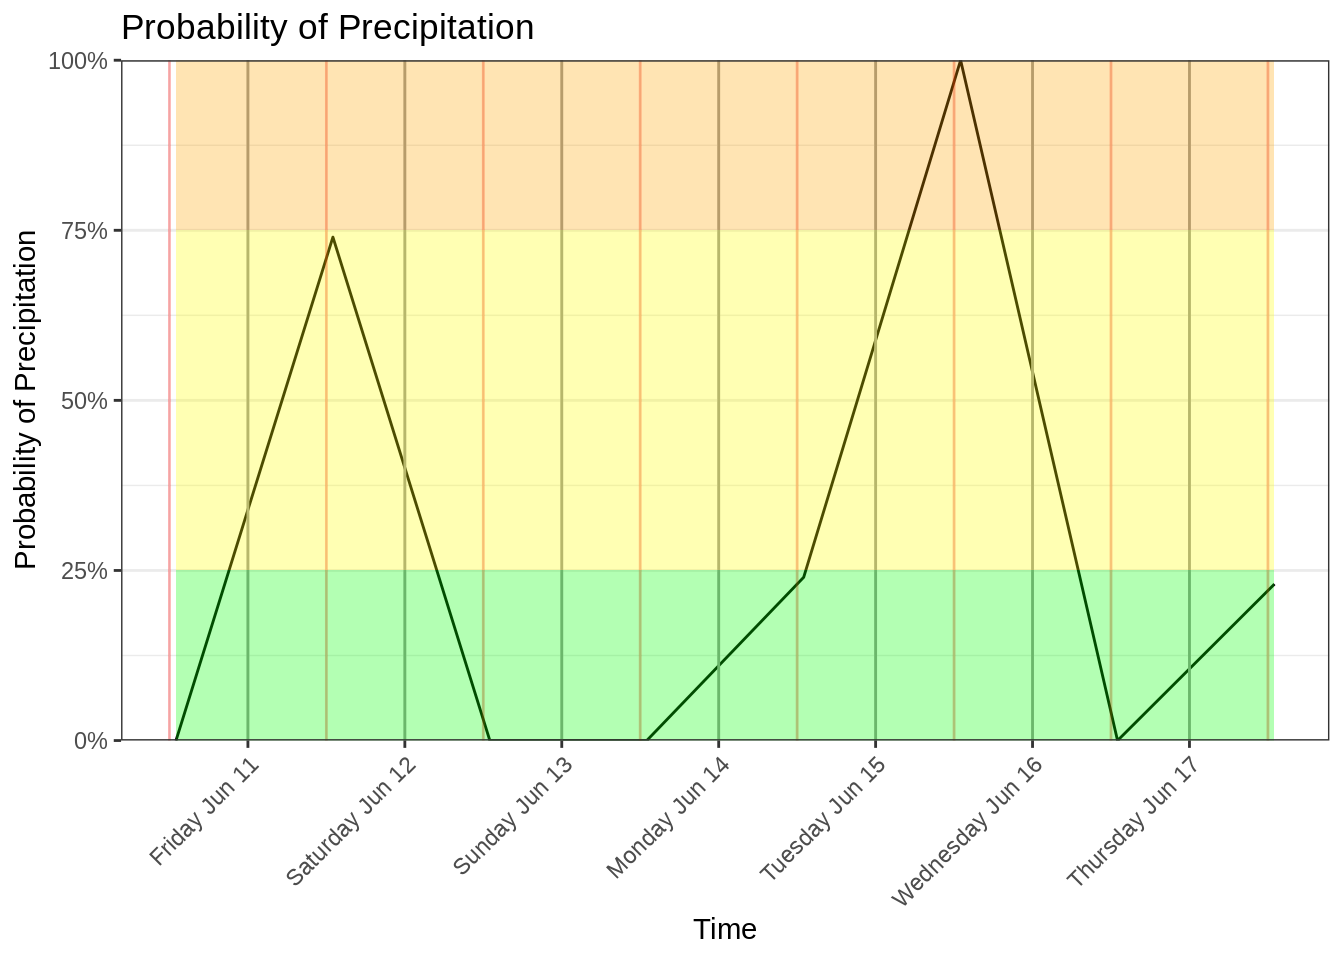 Probability of Precipitation
Probability of Precipitation
100%
75%
50%
25%
0%
Friday Jun 11
Saturday Jun 12
Sunday Jun 13
Monday Jun 14
Tuesday Jun 15
Wednesday Jun 16
Thursday Jun 17
Time